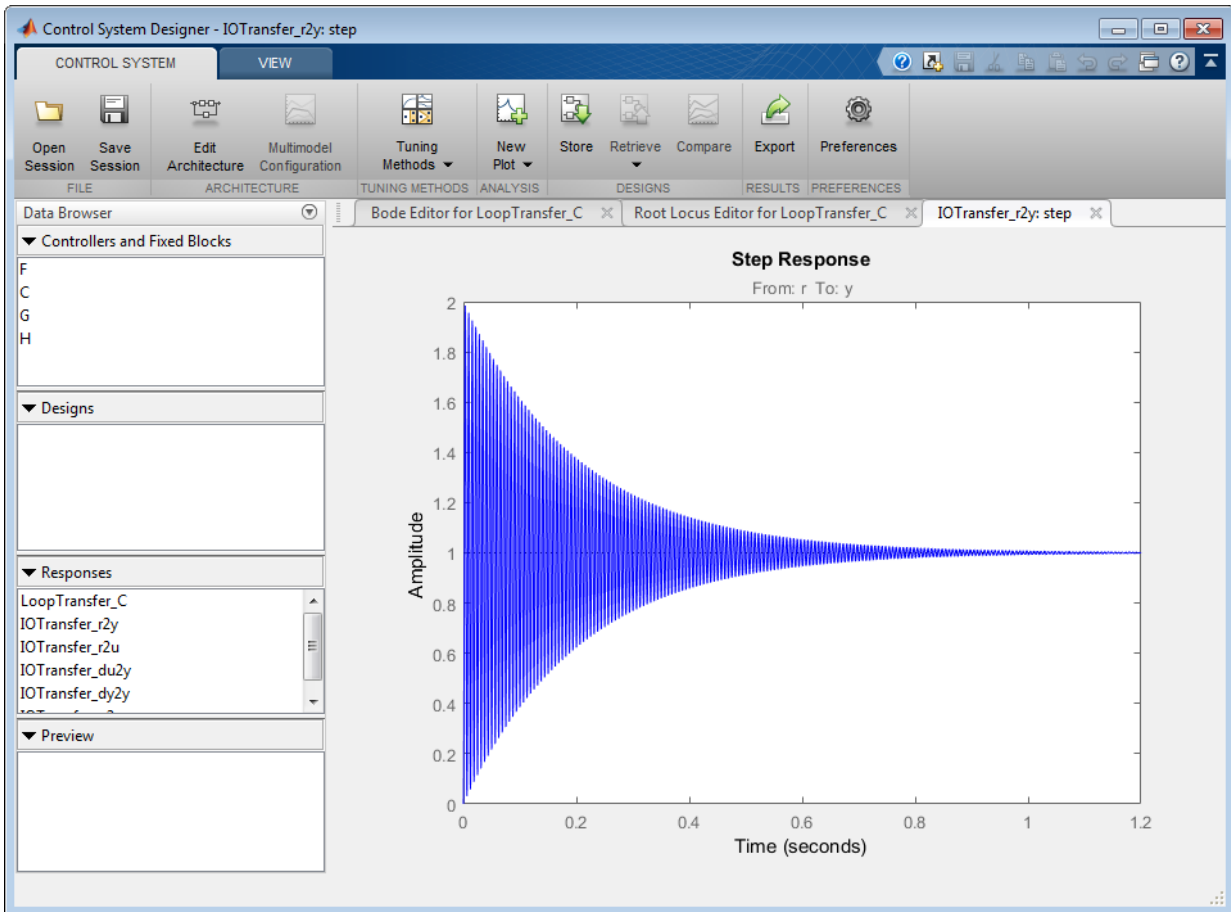 Control System Designer - IOTransfer_r2y: step
CONTROL SYSTEM VIEW
Open Session
Save Session
Edit Architecture
Multimodel Configuration
Tuning Methods
New Plot
Store
Retrieve
Compare
Export
Preferences
FILE ARCHITECTURE TUNING METHODS ANALYSIS DESIGNS RESULTS PREFERENCES
Data Browser
Bode Editor for LoopTransfer_C
Root Locus Editor for LoopTransfer_C
IOTransfer_r2y: step
Controllers and Fixed Blocks
F
C
G
H
Designs
Responses
LoopTransfer_C
IOTransfer_r2y
IOTransfer_r2u
IOTransfer_du2y
IOTransfer_dy2y
Preview
Step Response
From: r To: y
Amplitude
2
1.8
1.6
1.4
1.2
1
0.8
0.6
0.4
0.2
0
0 0.2 0.4 0.6 0.8 1 1.2
Time (seconds)